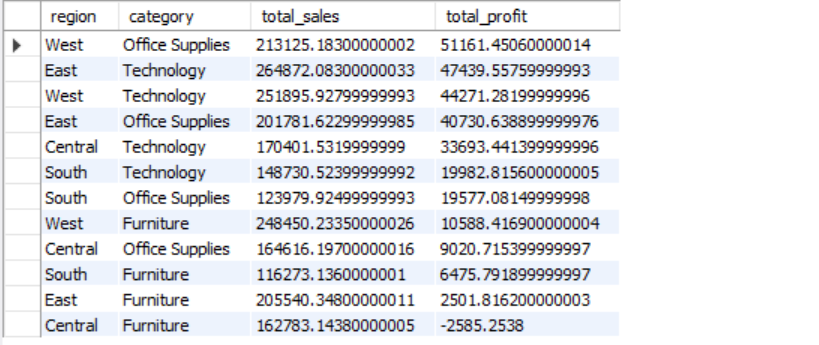 region category total_sales total_profit
West Office Supplies 213125.18300000002 51161.45060000014
East Technology 264872.08300000033 47439.55759999993
West Technology 251895.92799999993 44271.28199999996
East Office Supplies 201781.62299999985 40730.638899999976
Central Technology 170401.5319999999 33693.441399999996
South Technology 148730.52399999992 19982.815600000005
South Office Supplies 123979.92499999993 19577.08149999998
West Furniture 248450.23350000026 10588.416900000004
Central Office Supplies 164616.19700000016 9020.715399999997
South Furniture 116273.1360000001 6475.791899999997
East Furniture 205540.34800000011 2501.816200000003
Central Furniture 162783.14380000005 -2585.2538